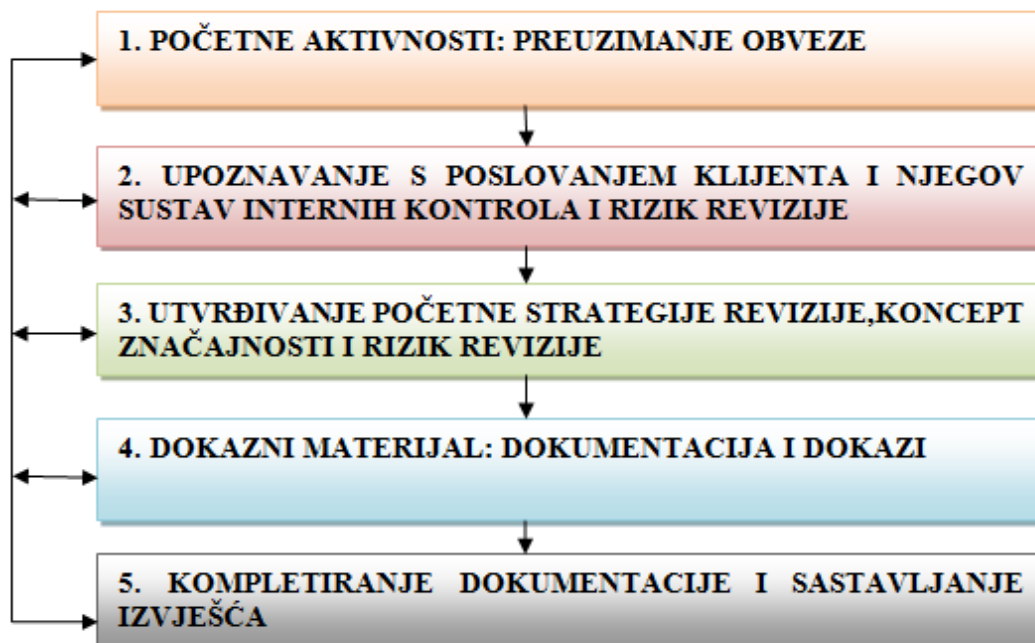 1. POČETNE AKTIVNOSTI: PREUZIMANJE OBVEZE
2. UPOZNAVANJE S POSLOVANJEM KLIJENTA I NJEGOV
SUSTAV INTERNIH KONTROLA I RIZIK REVIZIJE
3. UTVRĐIVANJE POČETNE STRATEGIJE REVIZIJE,KONCEPT
ZNAČAJNOSTI I RIZIK REVIZIJE
4. DOKAZNI MATERIJAL: DOKUMENTACIJA I DOKAZI
5. KOMPLETIRANJE DOKUMENTACIJE I SASTAVLJANJE
IZVJEŠĆA